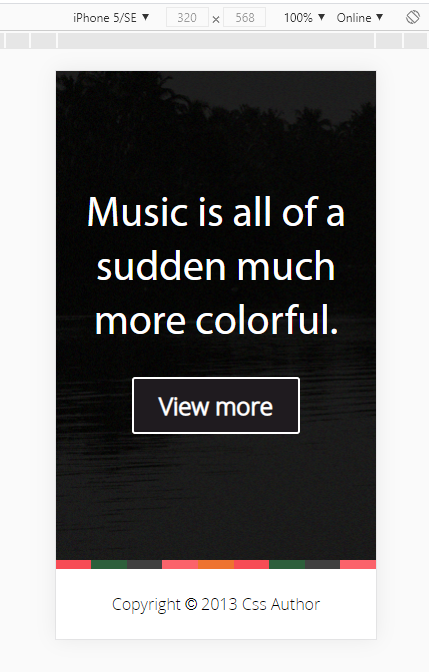 iPhone 5/SE ▼ 320 × 568 100% ▼ Online ▼
Music is all of a
sudden much
more colorful.
View more
Copyright © 2013 Css Author